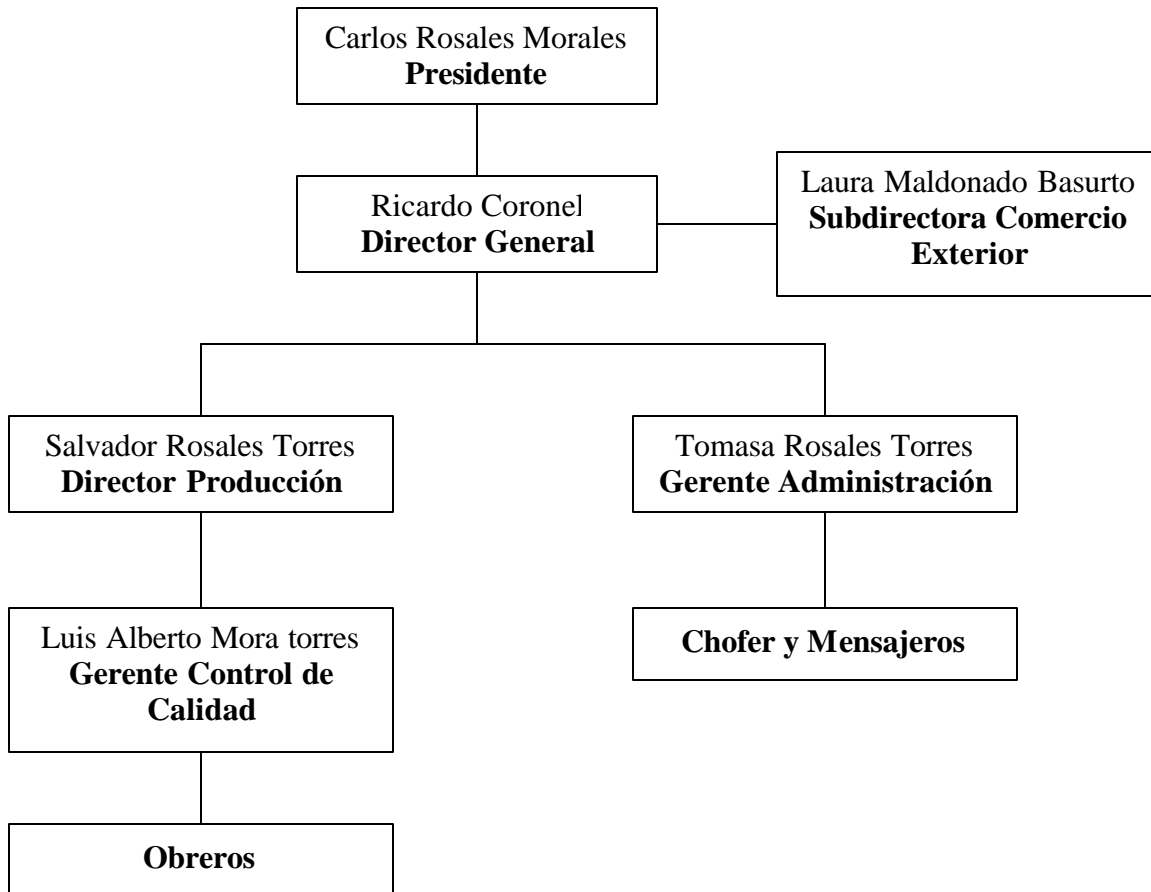 Carlos Rosales Morales
Presidente
Ricardo Coronel
Director General
Laura Maldonado Basurto
Subdirectora Comercio
Exterior
Salvador Rosales Torres
Director Producción
Tomasa Rosales Torres
Gerente Administración
Luis Alberto Mora torres
Gerente Control de
Calidad
Chofer y Mensajeros
Obreros